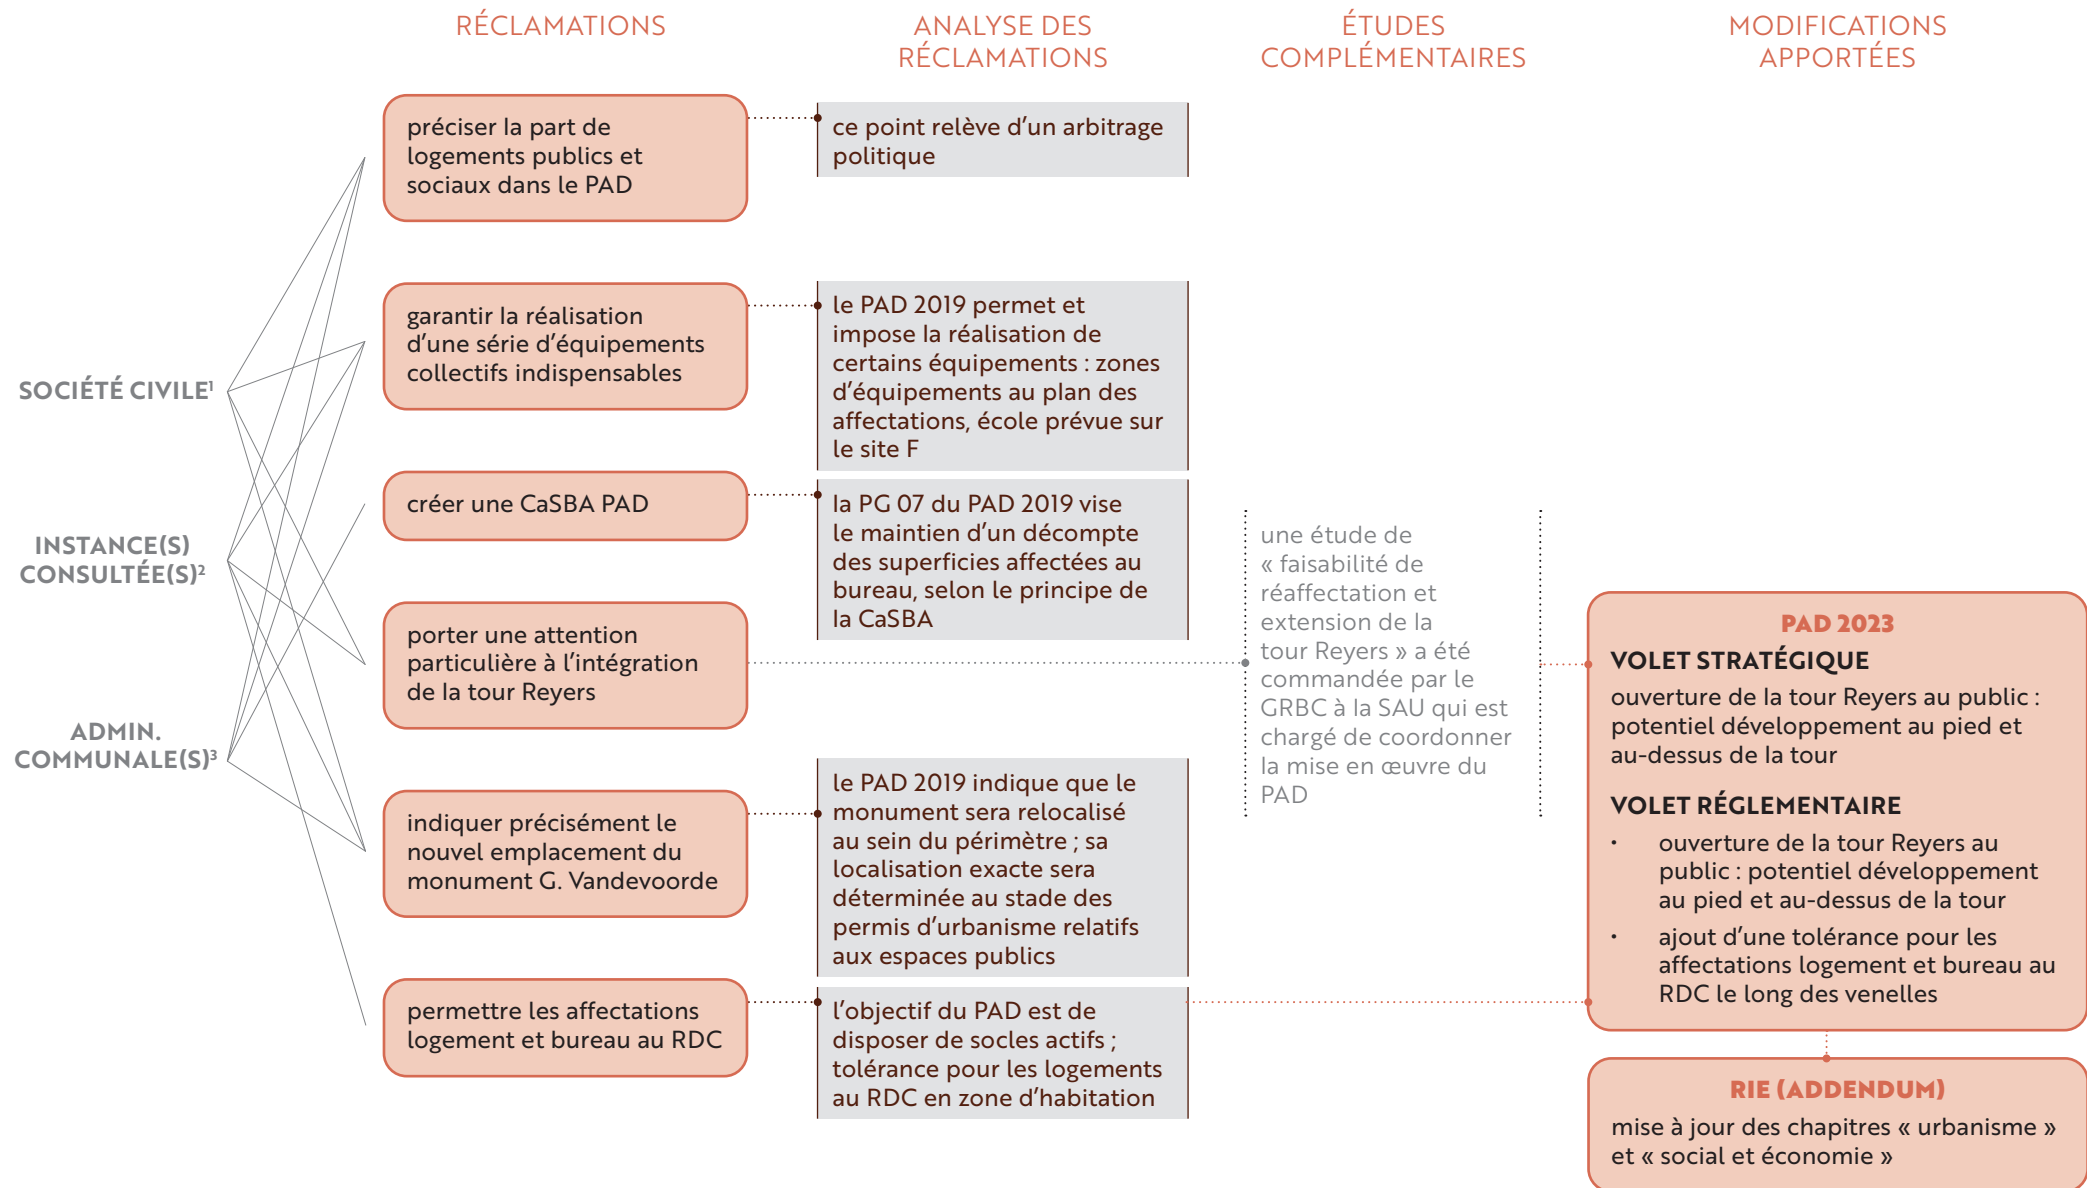 RÉCLAMATIONS
ANALYSE DES
RÉCLAMATIONS
ÉTUDES
COMPLÉMENTAIRES
MODIFICATIONS
APPORTÉES
SOCIÉTÉ CIVILE¹
INSTANCE(S)
CONSULTÉE(S)²
ADMIN.
COMMUNALE(S)³
préciser la part de
logements publics et
sociaux dans le PAD
garantir la réalisation
d’une série d’équipements
collectifs indispensables
créer une CaSBA PAD
porter une attention
particulière à l’intégration
de la tour Reyers
indiquer précisément le
nouvel emplacement du
monument G. Vandevoorde
permettre les affectations
logement et bureau au RDC
ce point relève d’un arbitrage
politique
le PAD 2019 permet et
impose la réalisation de
certains équipements : zones
d’équipements au plan des
affectations, école prévue sur
le site F
la PG 07 du PAD 2019 vise
le maintien d’un décompte
des superficies affectées au
bureau, selon le principe de
la CaSBA
le PAD 2019 indique que le
monument sera relocalisé
au sein du périmètre ; sa
localisation exacte sera
déterminée au stade des
permis d’urbanisme relatifs
aux espaces publics
l’objectif du PAD est de
disposer de socles actifs ;
tolérance pour les logements
au RDC en zone d’habitation
une étude de
« faisabilité de
réaffectation et
extension de la
tour Reyers » a été
commandée par le
GRBC à la SAU qui est
chargé de coordonner
la mise en œuvre du
PAD
PAD 2023
VOLET STRATÉGIQUE
ouverture de la tour Reyers au public :
potentiel développement au pied et
au-dessus de la tour
VOLET RÉGLEMENTAIRE
• ouverture de la tour Reyers au
public : potentiel développement
au pied et au-dessus de la tour
• ajout d’une tolérance pour les
affectations logement et bureau au
RDC le long des venelles
RIE (ADDENDUM)
mise à jour des chapitres « urbanisme »
et « social et économie »